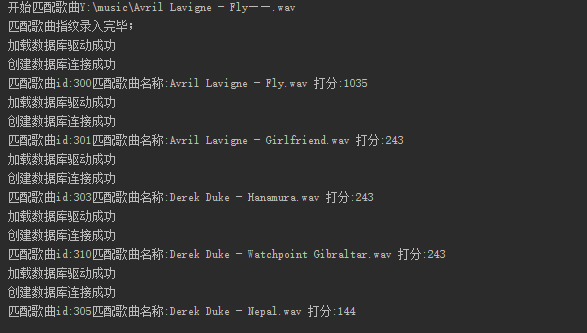 开始匹配歌曲Y:\music\Avril Lavigne - Fly——.wav
匹配歌曲指纹录入完毕;
加载数据库驱动成功
创建数据库连接成功
匹配歌曲id:300匹配歌曲名称:Avril Lavigne - Fly.wav 打分:1035
加载数据库驱动成功
创建数据库连接成功
匹配歌曲id:301匹配歌曲名称:Avril Lavigne - Girlfriend.wav 打分:243
加载数据库驱动成功
创建数据库连接成功
匹配歌曲id:303匹配歌曲名称:Derek Duke - Hanamura.wav 打分:243
加载数据库驱动成功
创建数据库连接成功
匹配歌曲id:310匹配歌曲名称:Derek Duke - Watchpoint Gibraltar.wav 打分:243
加载数据库驱动成功
创建数据库连接成功
匹配歌曲id:305匹配歌曲名称:Derek Duke - Nepal.wav 打分:144